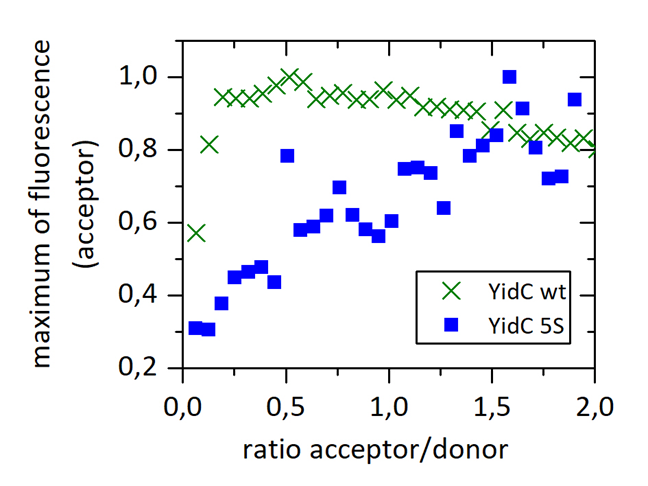 maximum of fluorescence
(acceptor)
1,0
0,8
0,6
0,4
0,2
YidC wt
YidC 5S
0,0 0,5 1,0 1,5 2,0
ratio acceptor/donor